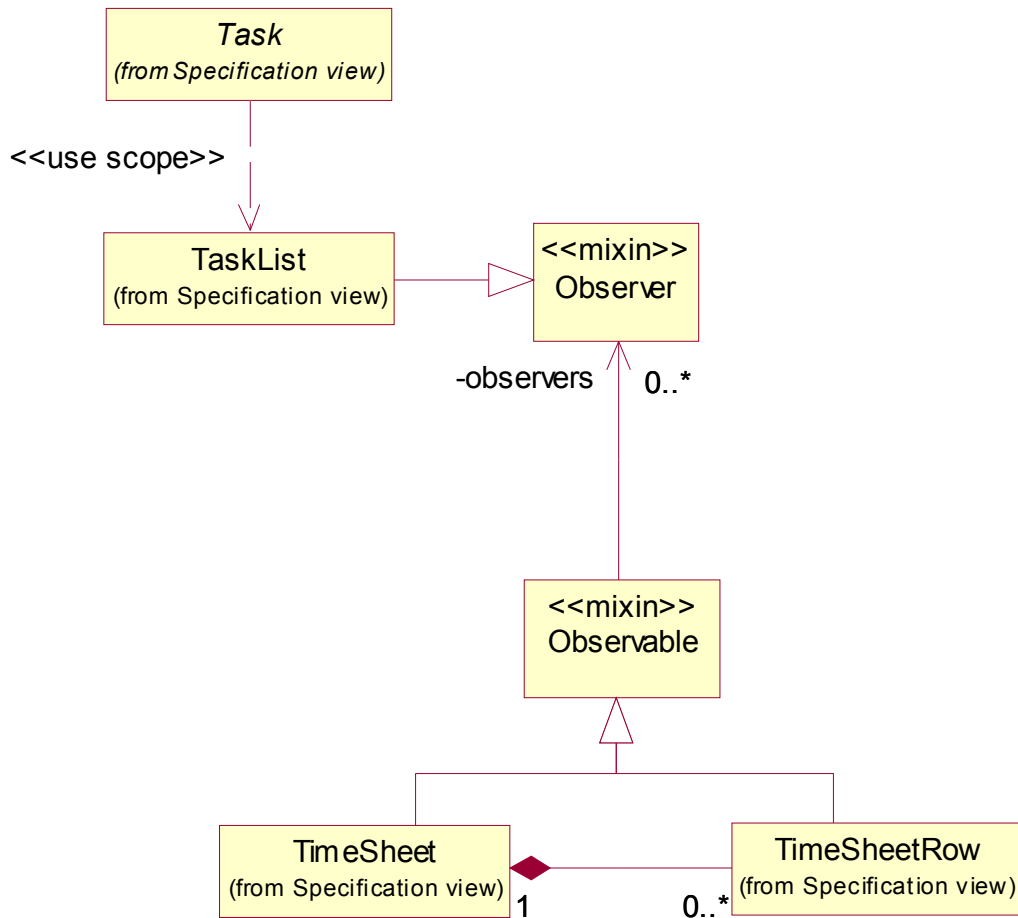 Task
(from Specification view)
<<use scope>>
TaskList
(from Specification view)
<<mixin>>
Observer
-observers
0..*
<<mixin>>
Observable
TimeSheet
(from Specification view)
1
0..*
TimeSheetRow
(from Specification view)